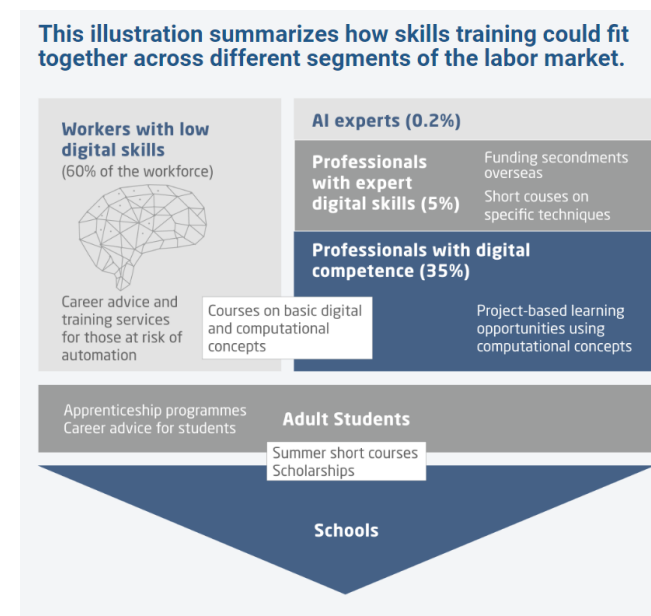 This illustration summarizes how skills training could fit
together across different segments of the labor market.
Workers with low
digital skills
(60% of the workforce)
Career advice and
training services
for those at risk of
automation
AI experts (0.2%)
Professionals
with expert
digital skills (5%)
Funding secondments
overseas
Short couses on
specific techniques
Professionals with digital
competence (35%)
Courses on basic digital
and computational
concepts
Project-based learning
opportunities using
computational concepts
Apprenticeship programmes
Career advice for students
Adult Students
Summer short courses
Scholarships
Schools